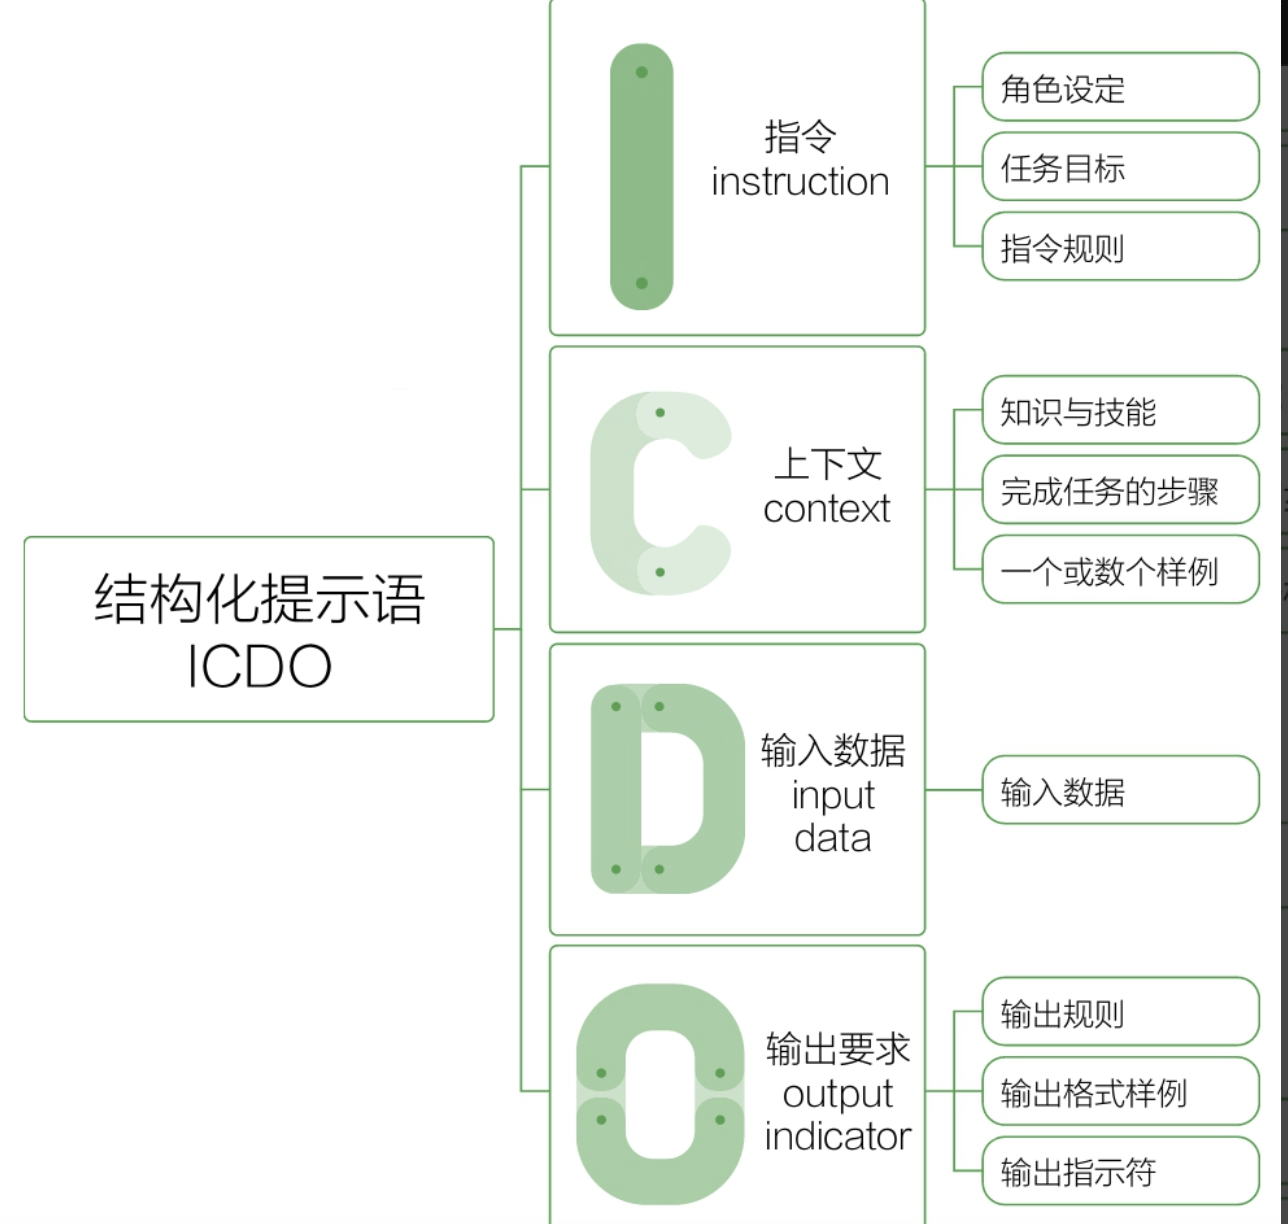 结构化提示语
ICDO
I
指令
instruction
角色设定
任务目标
指令规则
C
上下文
context
知识与技能
完成任务的步骤
一个或数个样例
D
输入数据
input
data
输入数据
O
输出要求
output
indicator
输出规则
输出格式样例
输出指示符